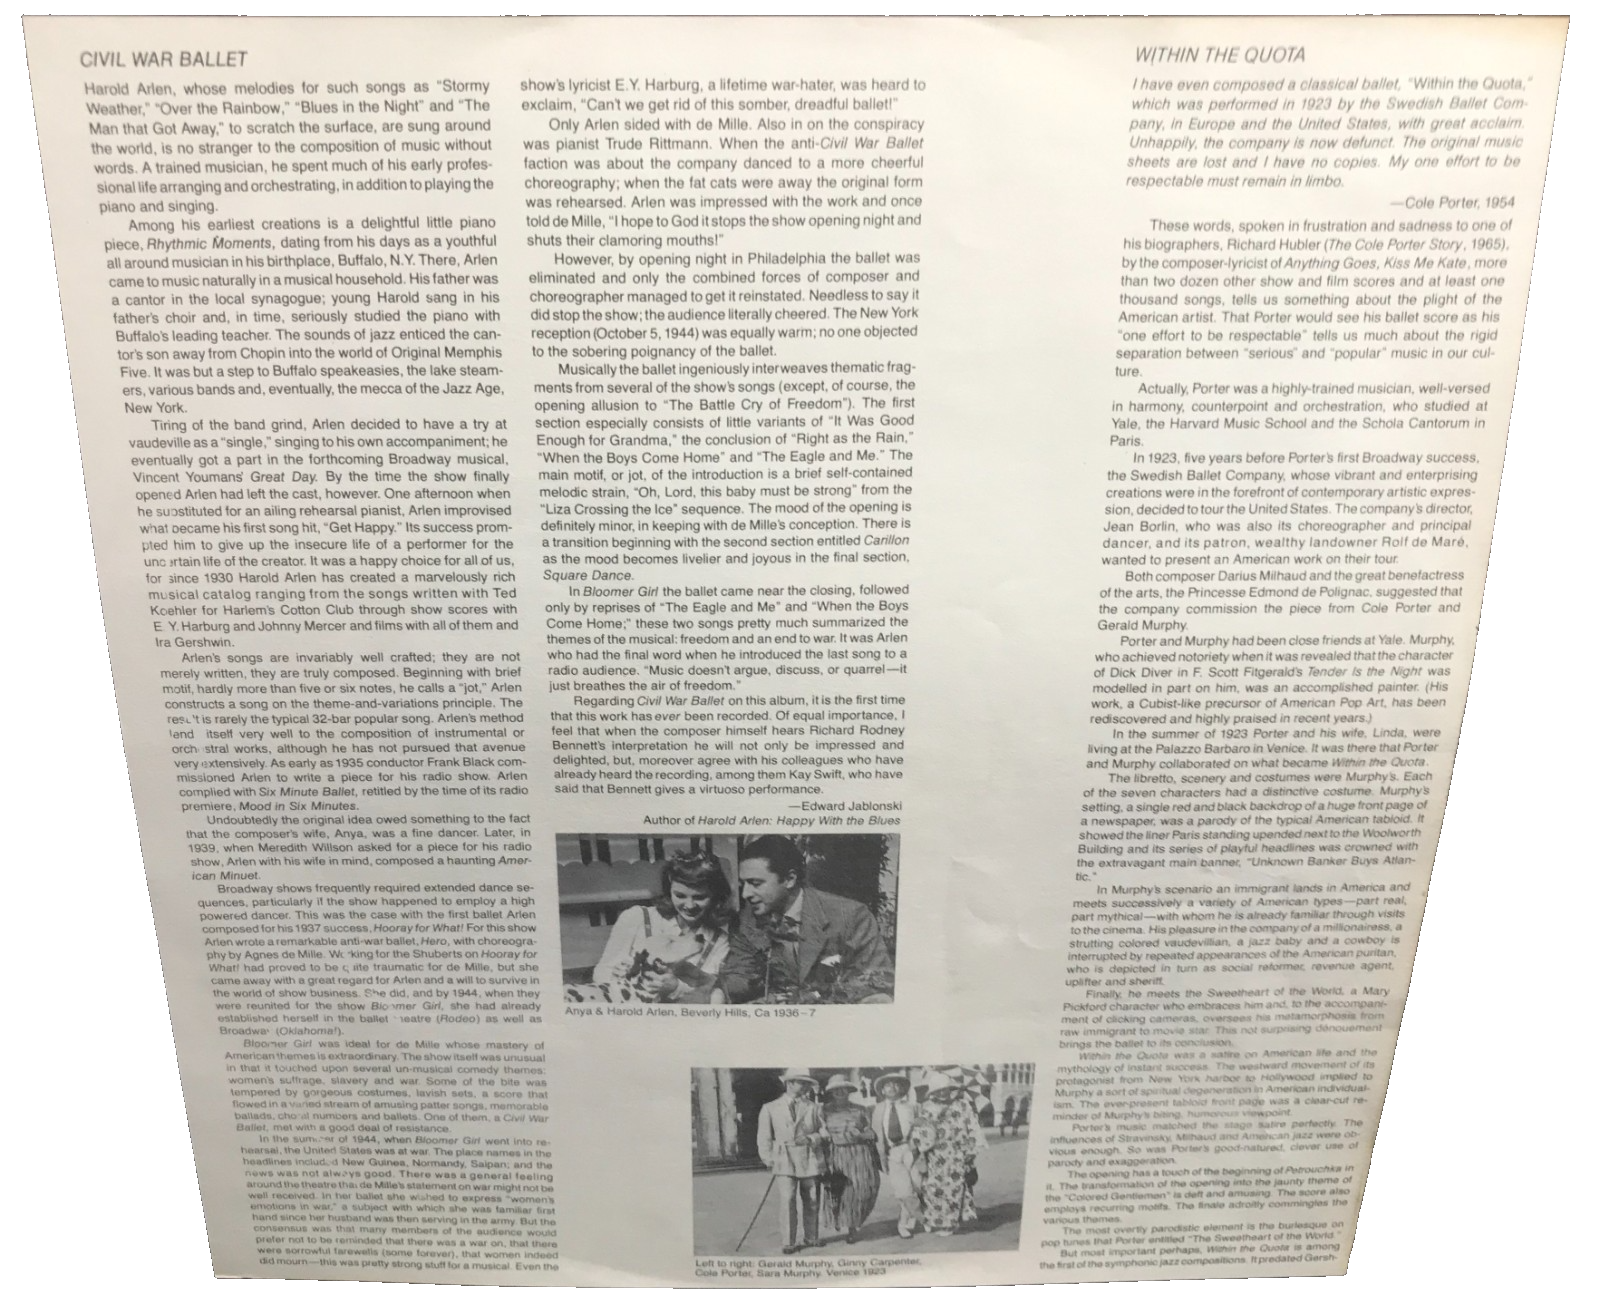 CIVIL WAR BALLET
Harold Arlen, whose melodies for such songs as “Stormy
Weather,” “Over the Rainbow,” “Blues in the Night” and “The
Man that Got Away,” to scratch the surface, are sung around
the world, is no stranger to the composition of music without
words. A trained musician, he spent much of his early profes-
sional life arranging and orchestrating, in addition to playing the
piano and singing.
Among his earliest creations is a delightful little piano
piece, Rhythmic Moments, dating from his days as a youthful
all around musician in his birthplace, Buffalo, N.Y. There, Arlen
came to music naturally in a musical household. His father was
a cantor in the local synagogue; young Harold sang in his
father’s choir and, in time, seriously studied the piano with
Buffalo’s leading teacher. The sounds of jazz enticed the can-
tor’s son away from Chopin into the world of Original Memphis
Five. It was but a step to Buffalo speakeasies, the lake steam-
ers, various bands and, eventually, the mecca of the Jazz Age,
New York.
Tiring of the band grind, Arlen decided to have a try at
vaudeville as a “single,” singing to his own accompaniment; he
eventually got a part in the forthcoming Broadway musical,
Vincent Youmans’ Great Day. By the time the show finally
opened Arlen had left the cast, however. One afternoon when
he substituted for an ailing rehearsal pianist, Arlen improvised
what became his first song hit, “Get Happy.” Its success prom-
pted him to give up the insecure life of a performer for the
uncertain life of the creator. It was a happy choice for all of us,
for since 1930 Harold Arlen has created a marvelously rich
musical catalog ranging from the songs written with Ted
Koehler for Harlem’s Cotton Club through show scores with
E. Y. Harburg and Johnny Mercer and films with all of them and
Ira Gershwin.
Arlen’s songs are invariably well crafted; they are not
merely written, they are truly composed. Beginning with brief
motif, hardly more than five or six notes, he calls a “jot,” Arlen
constructs a song on the theme-and-variations principle. The
result is rarely the typical 32-bar popular song. Arlen’s method
lend itself very well to the composition of instrumental or
orchestral works, although he has not pursued that avenue
very extensively. As early as 1935 conductor Frank Black com-
missioned Arlen to write a piece for his radio show. Arlen
complied with Six Minute Ballet, retitled by the time of its radio
premiere, Mood in Six Minutes.
Undoubtedly the original idea owed something to the fact
that the composer’s wife, Anya, was a fine dancer. Later, in
1939, when Meredith Willson asked for a piece for his radio
show, Arlen with his wife in mind, composed a haunting Amer-
ican Minuet.
Broadway shows frequently required extended dance se-
quences, particularly if the show happened to employ a high
powered dancer. This was the case with the first ballet Arlen
composed for his 1937 success, Hooray for What! For this show
Arlen wrote a remarkable anti-war ballet, Hero, with choreogra-
phy by Agnes de Mille. Working for the Shuberts on Hooray for
What! had proved to be quite traumatic for de Mille, but she
came away with a great regard for Arlen and a will to survive in
the world of show business. She did, and by 1944, when they
were reunited for the show Bloomer Girl, she had already
established herself in the ballet theatre (Rodeo) as well as
Broadway (Oklahoma!).
Bloomer Girl was ideal for de Mille whose mastery of
American themes is extraordinary. The show itself was unusual
in that it touched upon several un-musical comedy themes:
women’s suffrage, slavery and war. Some of the bite was
tempered by gorgeous costumes, lavish sets, a score that
flowed in a varied stream of amusing patter songs, memorable
ballads, choral numbers and ballets. One of them, a Civil War
Ballet, met with a good deal of resistance.
In the summer of 1944, when Bloomer Girl went into re-
hearsal, the United States was at war. The place names in the
headlines included New Guinea, Normandy, Saipan; and the
news was not always good. There was a general feeling
around the theatre that de Mille’s statement on war might not be
well received. In her ballet she wished to express “women’s
emotions in war,” a subject with which she was familiar first
hand since her husband was then serving in the army. But the
consensus was that many members of the audience would
prefer not to be reminded that there was a war on, that there
were sorrowful farewells (some forever), that women indeed
did mourn—this was pretty strong stuff for a musical. Even the
show’s lyricist E.Y. Harburg, a lifetime war-hater, was heard to
exclaim, “Can’t we get rid of this somber, dreadful ballet!”
Only Arlen sided with de Mille. Also in on the conspiracy
was pianist Trude Rittmann. When the anti-Civil War Ballet
faction was about the company danced to a more cheerful
choreography; when the fat cats were away the original form
was rehearsed. Arlen was impressed with the work and once
told de Mille, “I hope to God it stops the show opening night and
shuts their clamoring mouths!”
However, by opening night in Philadelphia the ballet was
eliminated and only the combined forces of composer and
choreographer managed to get it reinstated. Needless to say it
did stop the show; the audience literally cheered. The New York
reception (October 5, 1944) was equally warm; no one objected
to the sobering poignancy of the ballet.
Musically the ballet ingeniously interweaves thematic frag-
ments from several of the show’s songs (except, of course, the
opening allusion to “The Battle Cry of Freedom”). The first
section especially consists of little variants of “It Was Good
Enough for Grandma,” the conclusion of “Right as the Rain,”
“When the Boys Come Home” and “The Eagle and Me.” The
main motif, or jot, of the introduction is a brief self-contained
melodic strain, “Oh, Lord, this baby must be strong” from the
“Liza Crossing the Ice” sequence. The mood of the opening is
definitely minor, in keeping with de Mille’s conception. There is
a transition beginning with the second section entitled Carillon
as the mood becomes livelier and joyous in the final section,
Square Dance.
In Bloomer Girl the ballet came near the closing, followed
only by reprises of “The Eagle and Me” and “When the Boys
Come Home;” these two songs pretty much summarized the
themes of the musical: freedom and an end to war. It was Arlen
who had the final word when he introduced the last song to a
radio audience. “Music doesn’t argue, discuss, or quarrel—it
just breathes the air of freedom.”
Regarding Civil War Ballet on this album, it is the first time
that this work has ever been recorded. Of equal importance, I
feel that when the composer himself hears Richard Rodney
Bennett’s interpretation he will not only be impressed and
delighted, but, moreover agree with his colleagues who have
already heard the recording, among them Kay Swift, who have
said that Bennett gives a virtuoso performance.
—Edward Jablonski
Author of Harold Arlen: Happy With the Blues
Anya & Harold Arlen, Beverly Hills, Ca 1936–7
Left to right: Gerald Murphy, Ginny Carpenter,
Cole Porter, Sara Murphy. Venice 1923
WITHIN THE QUOTA
I have even composed a classical ballet, “Within the Quota,”
which was performed in 1923 by the Swedish Ballet Com-
pany, in Europe and the United States, with great acclaim.
Unhappily, the company is now defunct. The original music
sheets are lost and I have no copies. My one effort to be
respectable must remain in limbo.
—Cole Porter, 1954
These words, spoken in frustration and sadness to one of
his biographers, Richard Hubler (The Cole Porter Story, 1965),
by the composer-lyricist of Anything Goes, Kiss Me Kate, more
than two dozen other show and film scores and at least one
thousand songs, tells us something about the plight of the
American artist. That Porter would see his ballet score as his
“one effort to be respectable” tells us much about the rigid
separation between “serious” and “popular” music in our cul-
ture.
Actually, Porter was a highly-trained musician, well-versed
in harmony, counterpoint and orchestration, who studied at
Yale, the Harvard Music School and the Schola Cantorum in
Paris.
In 1923, five years before Porter’s first Broadway success,
the Swedish Ballet Company, whose vibrant and enterprising
creations were in the forefront of contemporary artistic expres-
sion, decided to tour the United States. The company’s director,
Jean Borlin, who was also its choreographer and principal
dancer, and its patron, wealthy landowner Rolf de Maré,
wanted to present an American work on their tour.
Both composer Darius Milhaud and the great benefactress
of the arts, the Princesse Edmond de Polignac, suggested that
the company commission the piece from Cole Porter and
Gerald Murphy.
Porter and Murphy had been close friends at Yale. Murphy,
who achieved notoriety when it was revealed that the character
of Dick Diver in F. Scott Fitzgerald’s Tender is the Night was
modelled in part on him, was an accomplished painter. (His
work, a Cubist-like precursor of American Pop Art, has been
rediscovered and highly praised in recent years.)
In the summer of 1923 Porter and his wife, Linda, were
living at the Palazzo Barbaro in Venice. It was there that Porter
and Murphy collaborated on what became Within the Quota.
The libretto, scenery and costumes were Murphy’s. Each
of the seven characters had a distinctive costume. Murphy’s
setting, a single red and black backdrop of a huge front page of
a newspaper, was a parody of the typical American tabloid. It
showed the liner Paris standing upended next to the Woolworth
Building and its series of playful headlines was crowned with
the extravagant main banner, “Unknown Banker Buys Atlan-
tic.”
In Murphy’s scenario an immigrant lands in America and
meets successively a variety of American types—part real,
part mythical—with whom he is already familiar through visits
to the cinema. His pleasure in the company of a millionairess, a
strutting colored vaudevillian, a jazz baby and a cowboy is
interrupted by repeated appearances of the American puritan,
who is depicted in turn as social reformer, revenue agent,
uplifter and sheriff.
Finally, he meets the Sweetheart of the World, a Mary
Pickford character who embraces him and, to the accompani-
ment of clicking cameras, oversees his metamorphosis from
raw immigrant to movie star. This not surprising dénouement
brings the ballet to its conclusion.
Within the Quota was a satire on American life and the
mythology of instant success. The westward movement of its
protagonist from New York harbor to Hollywood implied to
Murphy a sort of spiritual degeneration in American individual-
ism. The ever-present tabloid front page was a clear-cut re-
minder of Murphy’s biting, humorous viewpoint.
Porter’s music matched the stage satire perfectly. The
influences of Stravinsky, Milhaud and American jazz were ob-
vious enough. So was Porter’s good-natured, clever use of
parody and exaggeration.
The opening has a touch of the beginning of Petrouchka in
it. The transformation of the opening into the jaunty theme of
the “Colored Gentleman” is deft and amusing. The score also
employs recurring motifs. The finale adroitly commingles the
various themes.
The most overtly parodistic element is the burlesque on
pop tunes that Porter entitled “The Sweetheart of the World.”
But most important perhaps, Within the Quota is among
the first of the symphonic jazz compositions. It predated Gersh-